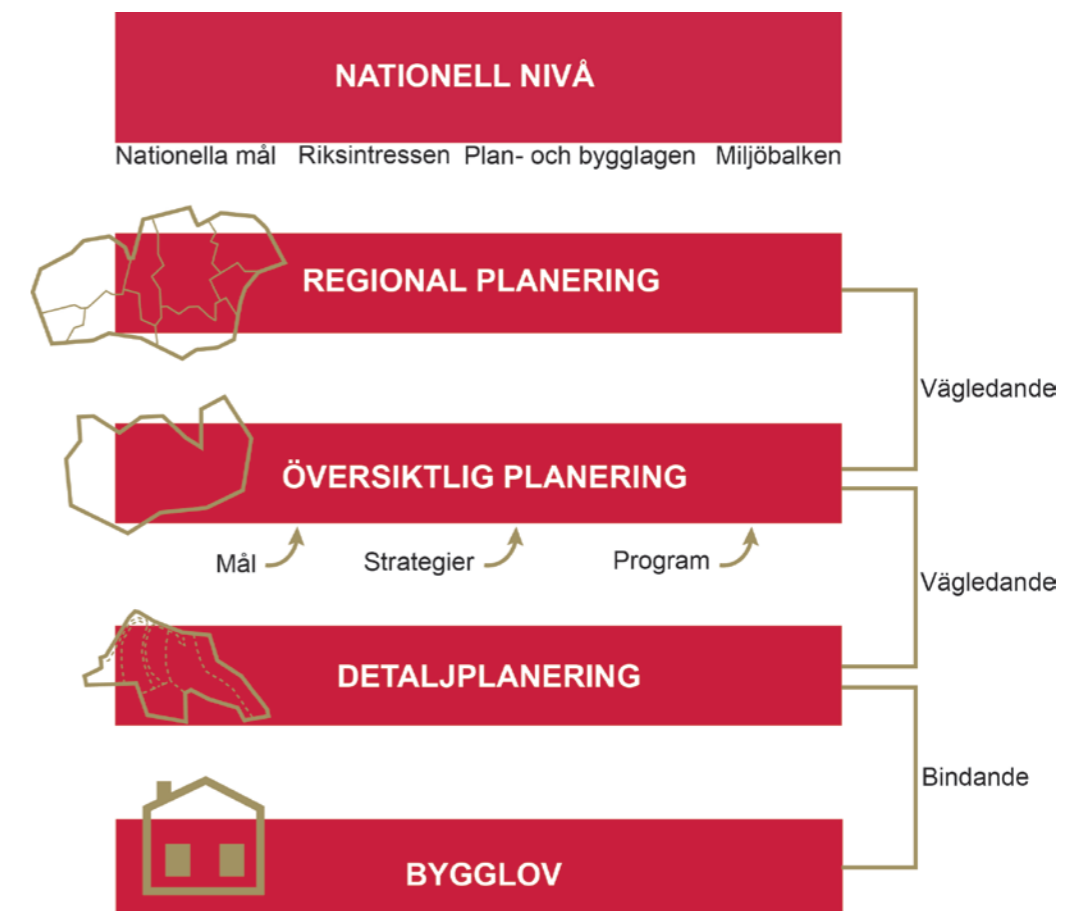 NATIONELL NIVÅ
Nationella mål Riksintressen Plan- och bygglagen Miljöbalken
REGIONAL PLANERING
Vägledande
ÖVERSIKTLIG PLANERING
Mål Strategier Program
Vägledande
DETALJPLANERING
Bindande
BYGGLOV